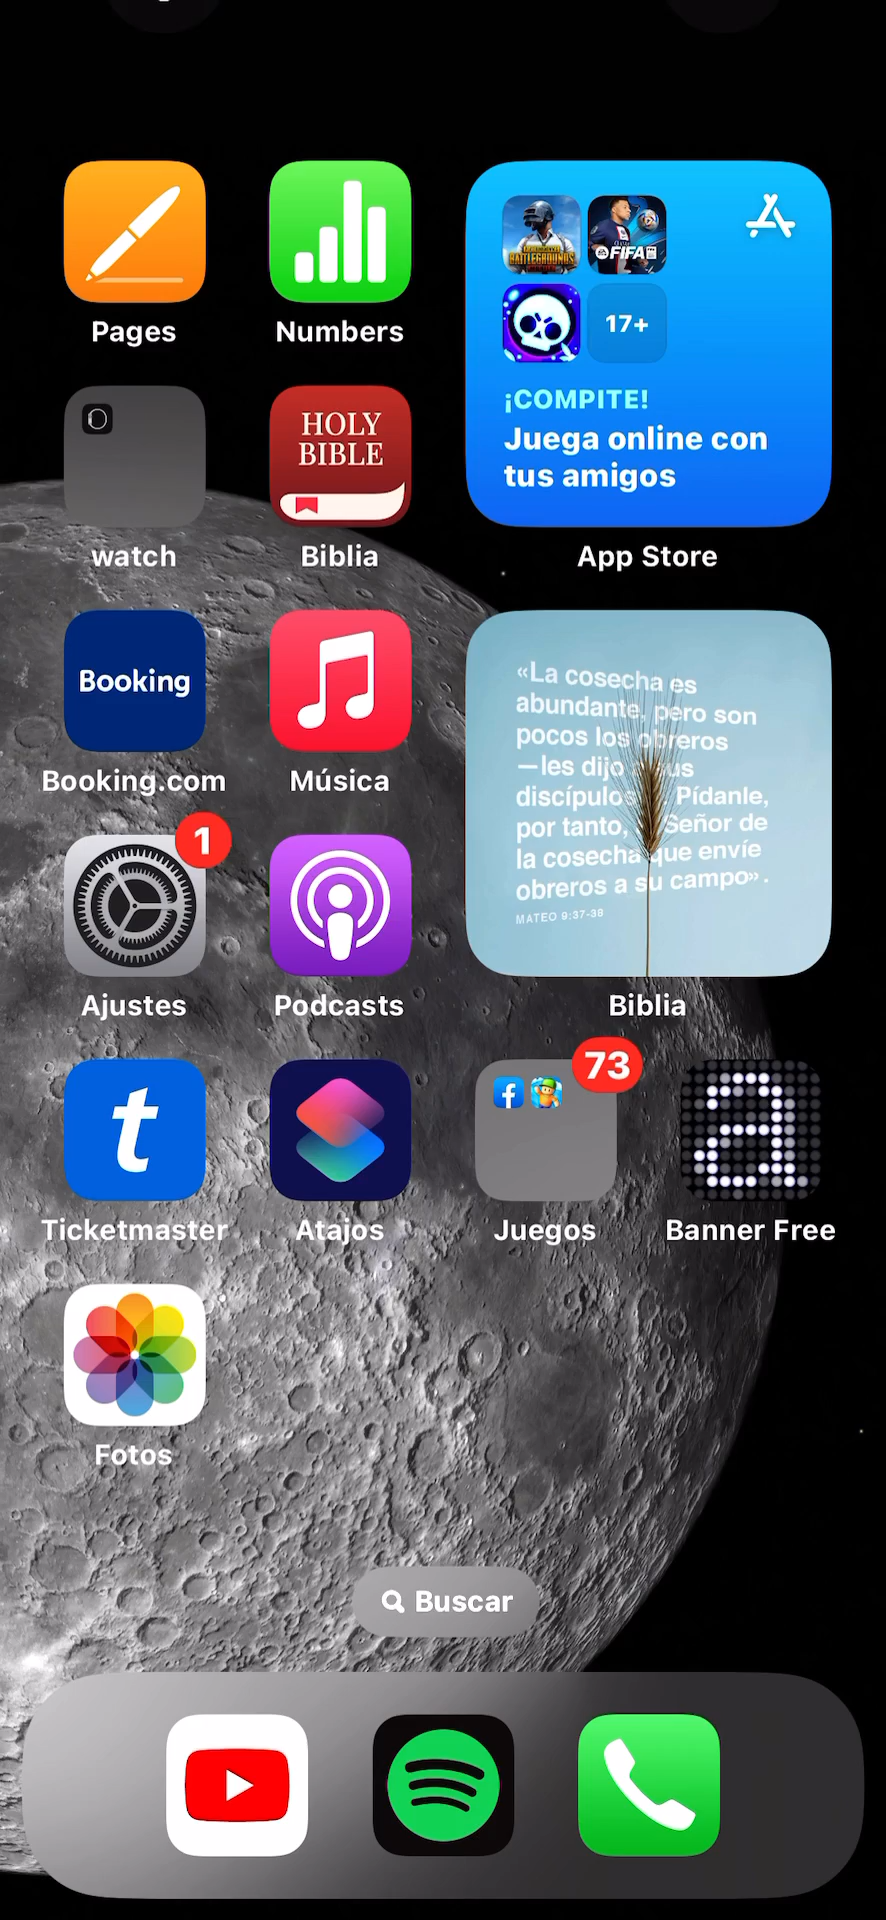 Pages
Numbers
BATTLEGROUNDS
FIFA
17+
¡COMPITE!
Juega online con
tus amigos
HOLY
BIBLE
watch
Biblia
App Store
Booking
Booking.com
Música
«La cosecha es
abundante, pero son
pocos los obreros
—les dijo
discípulos
Pídanle,
por tanto,
Señor de
la cosecha que envíe
obreros a su campo».
MATEO 9:37-38
1
Ajustes
Podcasts
Biblia
t
73
a
Ticketmaster
Atajos
Juegos
Banner Free
Fotos
Buscar